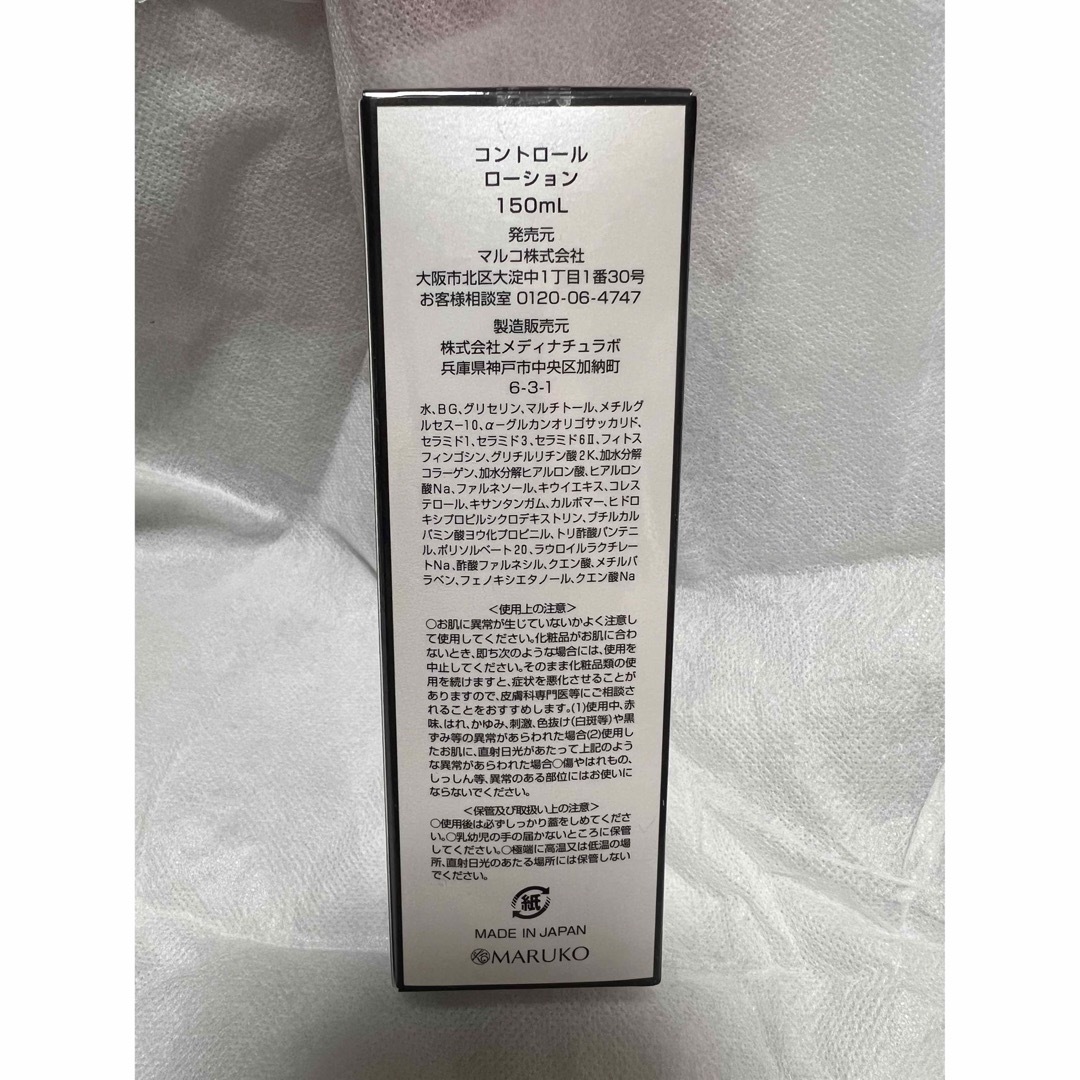 コントロール
ローション
150mL
発売元
マルコ株式会社
大阪市北区大淀中1丁目1番30号
お客様相談室 0120-06-4747
製造販売元
株式会社メディナチュラボ
兵庫県神戸市中央区加納町
6-3-1
水、BG、グリセリン、マルチトール、メチルグ
ルセス-10、α-グルカンオリゴサッカリド、
セラミド1、セラミド3、セラミド6Ⅱ、フィトス
フィンゴシン、グリチルリチン酸2K、加水分解
コラーゲン、加水分解ヒアルロン酸、ヒアルロン
酸Na、ファルネソール、キウイエキス、コレス
テロール、キサンタンガム、カルボマー、ヒドロ
キシプロピルシクロデキストリン、ブチルカル
バミン酸ヨウ化プロピニル、トリ酢酸パンテニ
ル、ポリソルベート20、ラウロイルラクチレー
トNa、酢酸ファルネシル、クエン酸、メチルパ
ラベン、フェノキシエタノール、クエン酸Na
<使用上の注意>
○お肌に異常が生じていないかよく注意し
て使用してください。化粧品がお肌に合わ
ないとき、即ち次のような場合には、使用を
中止してください。そのまま化粧品類の使
用を続けますと、症状を悪化させることが
ありますので、皮膚科専門医等にご相談さ
れることをおすすめします。(1)使用中、赤
味、はれ、かゆみ、刺激、色抜け(白斑等)や黒
ずみ等の異常があらわれた場合(2)使用し
たお肌に、直射日光があたって上記のよう
な異常があらわれた場合○傷やはれもの、
しっしん等、異常のある部位にはお使いに
ならないでください。
<保管及び取扱い上の注意>
○使用後は必ずしっかり蓋をしめてくださ
い。○乳幼児の手の届かないところに保管
してください。○極端に高温又は低温の場
所、直射日光のあたる場所には保管しない
でください。
紙
MADE IN JAPAN
MARUKO